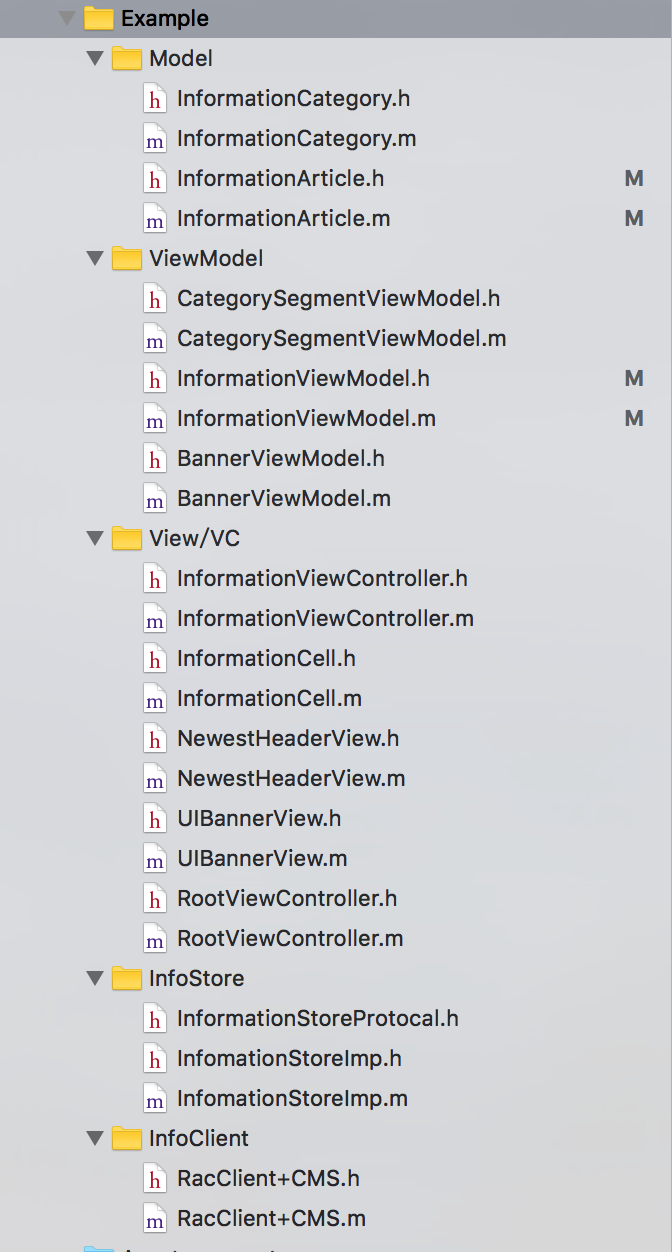 Example
Model
h InformationCategory.h
m InformationCategory.m
h InformationArticle.h M
m InformationArticle.m M
ViewModel
h CategorySegmentViewModel.h
m CategorySegmentViewModel.m
h InformationViewModel.h M
m InformationViewModel.m M
h BannerViewModel.h
m BannerViewModel.m
View/VC
h InformationViewController.h
m InformationViewController.m
h InformationCell.h
m InformationCell.m
h NewestHeaderView.h
m NewestHeaderView.m
h UIBannerView.h
m UIBannerView.m
h RootViewController.h
m RootViewController.m
InfoStore
h InformationStoreProtocal.h
h InfomationStoreImp.h
m InfomationStoreImp.m
InfoClient
h RacClient+CMS.h
m RacClient+CMS.m